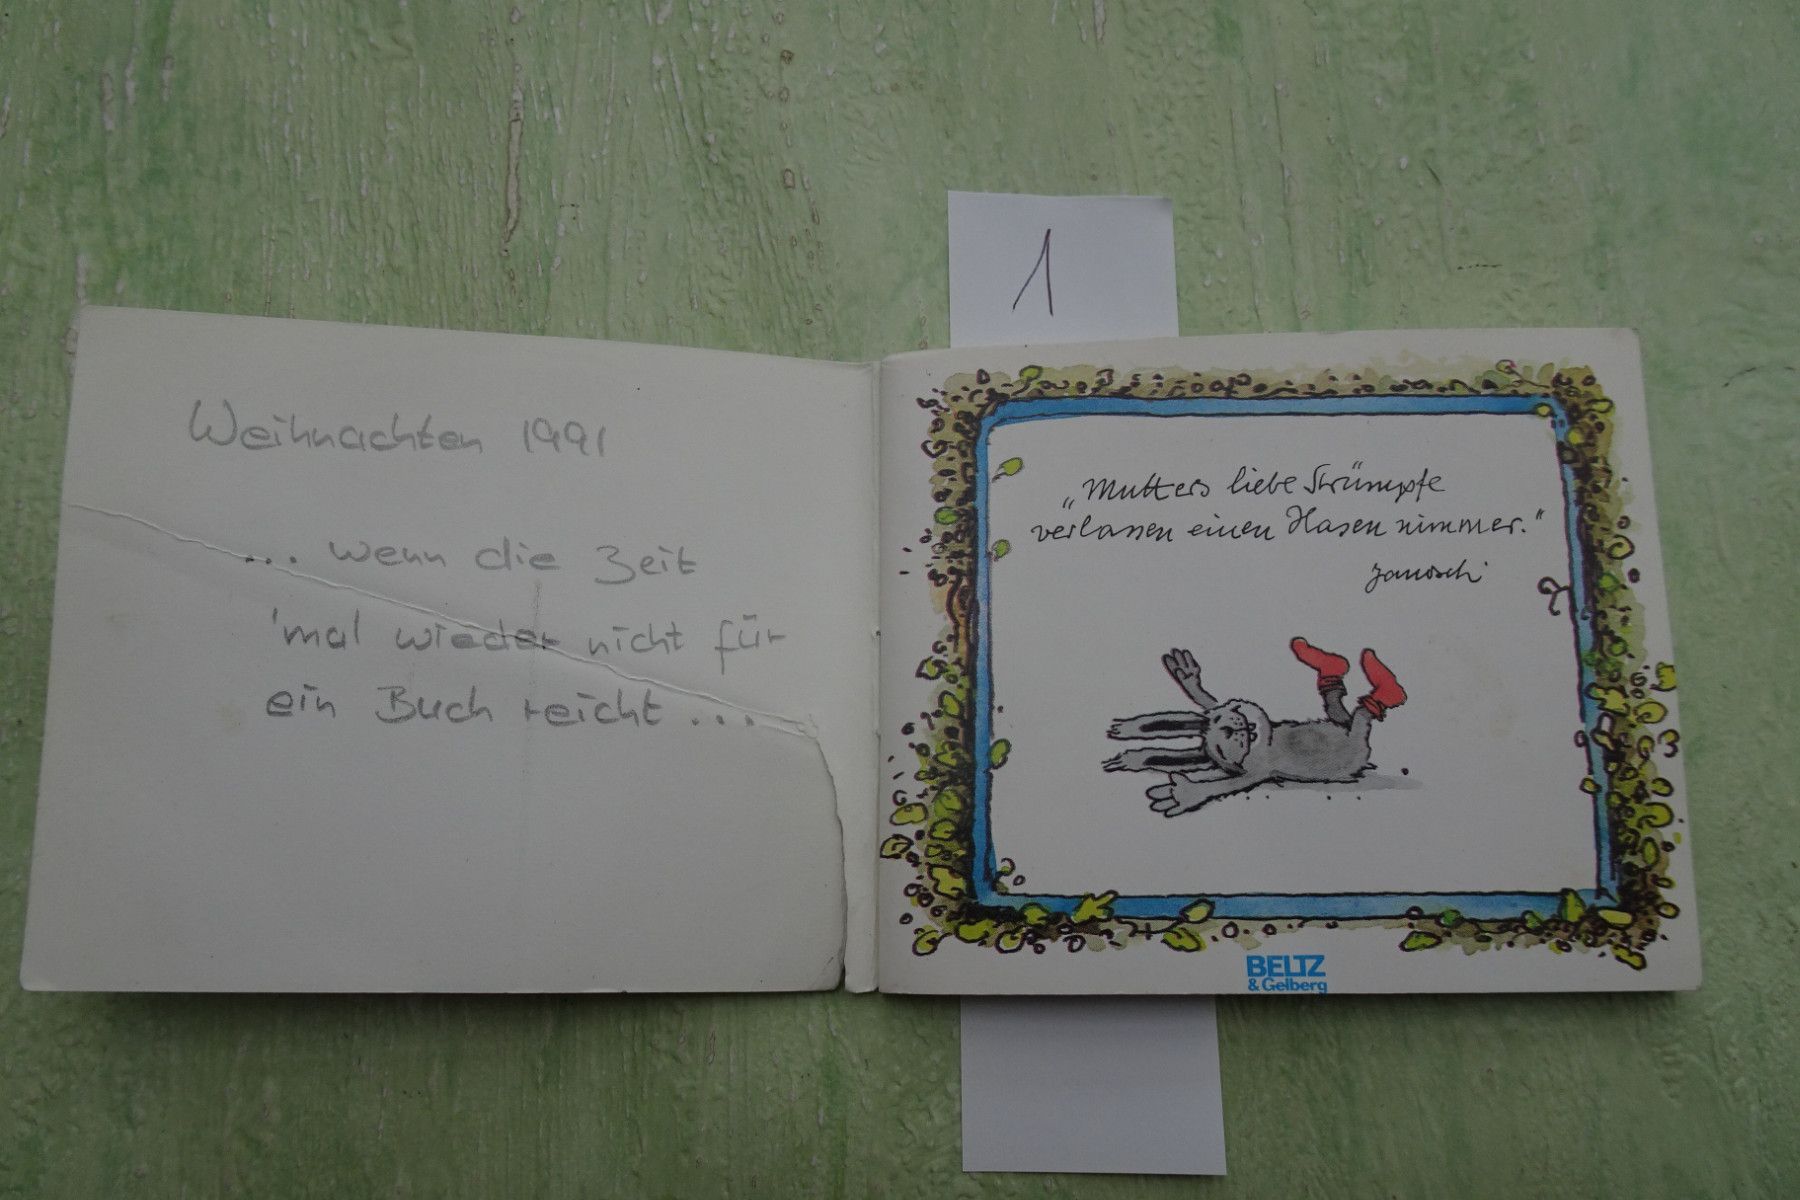 1
Weihnachten 1991
... wenn die Zeit
'mal wieder nicht für
ein Buch reicht ...
„Mutters liebe Strümpfe
verlassen einen Hasen nimmer.“
Janosch
BELTZ
& Gelberg